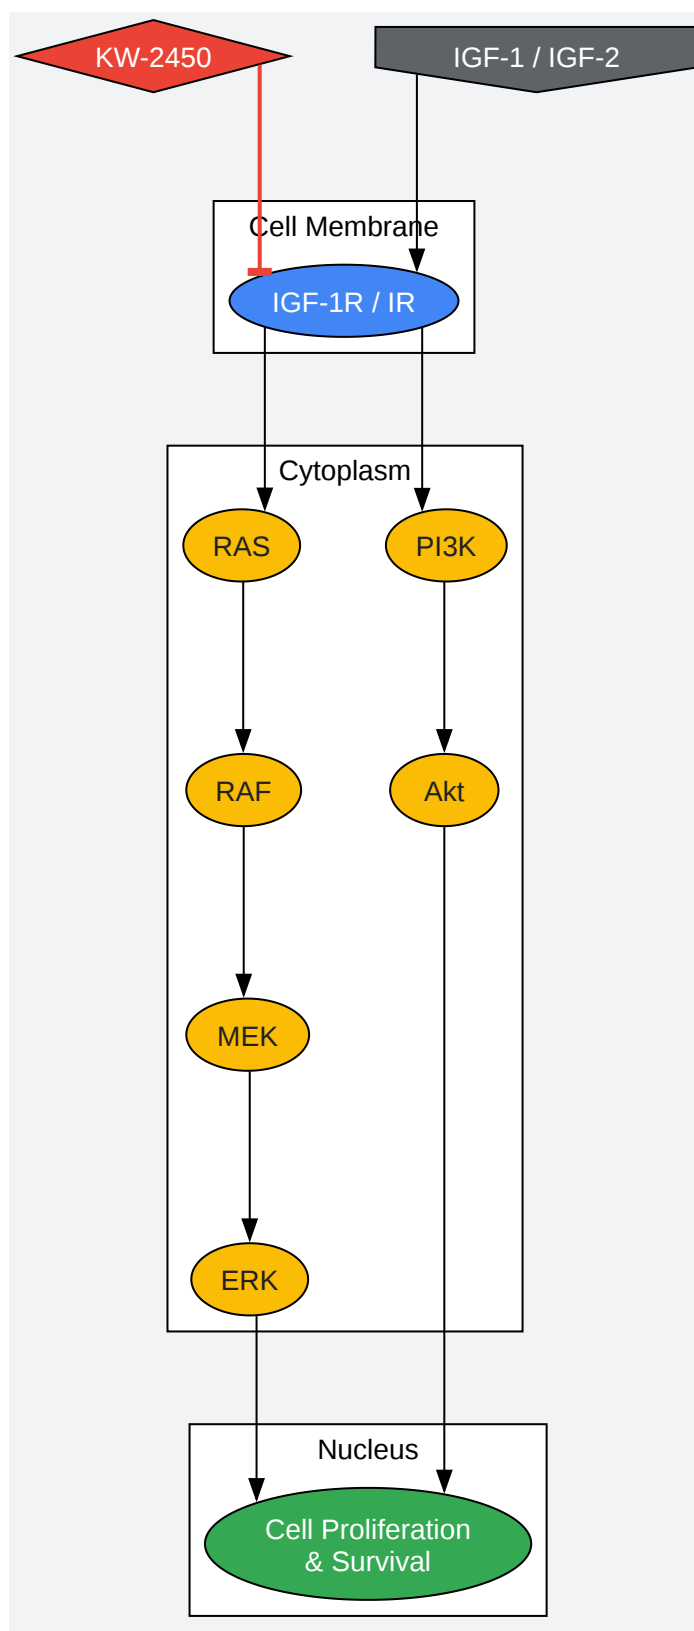 KW-2450
IGF-1 / IGF-2
Cell Membrane
IGF-1R / IR
Cytoplasm
RAS
PI3K
RAF
Akt
MEK
ERK
Nucleus
Cell Proliferation
& Survival